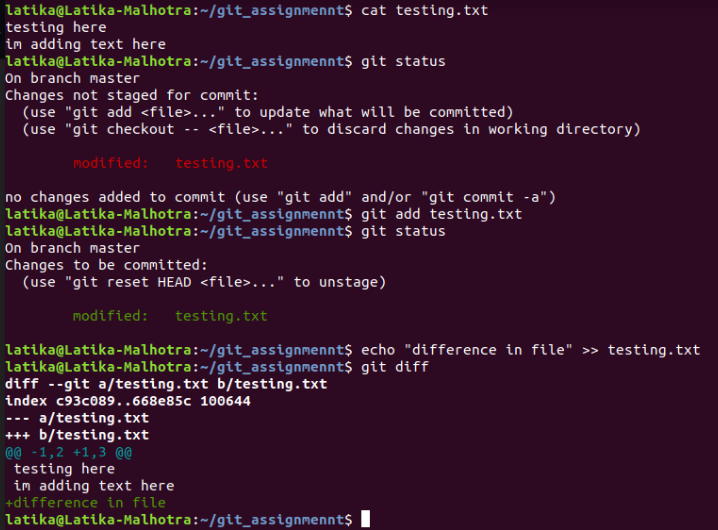 latika@Latika-Malhotra:~/git_assignmennt$ cat testing.txt
testing here
im adding text here
latika@Latika-Malhotra:~/git_assignmennt$ git status
On branch master
Changes not staged for commit:
  (use "git add <file>..." to update what will be committed)
  (use "git checkout -- <file>..." to discard changes in working directory)
        modified:   testing.txt
no changes added to commit (use "git add" and/or "git commit -a")
latika@Latika-Malhotra:~/git_assignmennt$ git add testing.txt
latika@Latika-Malhotra:~/git_assignmennt$ git status
On branch master
Changes to be committed:
  (use "git reset HEAD <file>..." to unstage)
        modified:   testing.txt
latika@Latika-Malhotra:~/git_assignmennt$ echo "difference in file" >> testing.txt
latika@Latika-Malhotra:~/git_assignmennt$ git diff
diff --git a/testing.txt b/testing.txt
index c93c089..668e85c 100644
--- a/testing.txt
+++ b/testing.txt
@@ -1,2 +1,3 @@
 testing here
 im adding text here
+difference in file
latika@Latika-Malhotra:~/git_assignmennt$